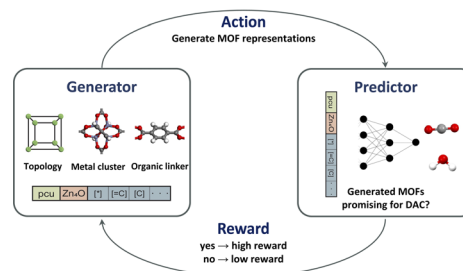 Action
Generate MOF representations
Generator
Topology
Metal cluster
Organic linker
pcu
Zn₄O
[*]
[=C]
[C]
. . .
Predictor
pcu
Zn₄O
[*]
[=C]
[C]
. . .
Generated MOFs
promising for DAC?
Reward
yes → high reward
no → low reward